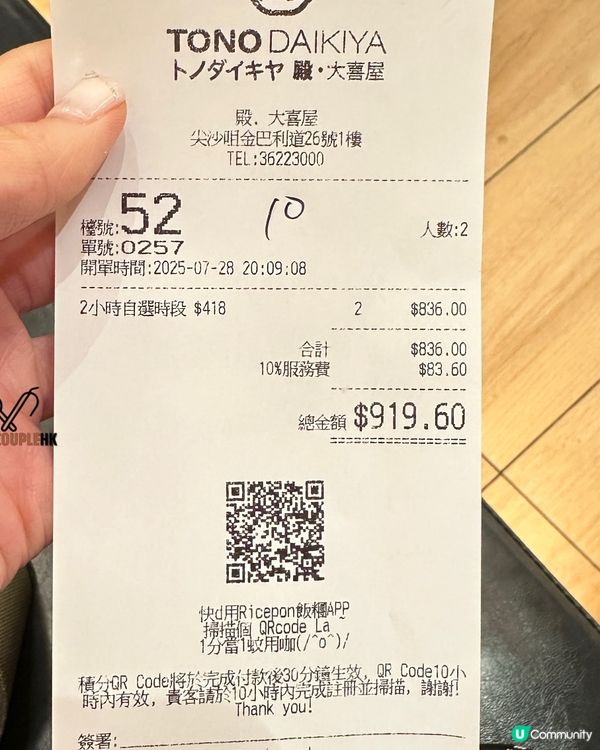 TONO DAIKIYA
トノダイキヤ 殿・大喜屋
殿. 大喜屋
尖沙咀金巴利道26號1樓
TEL:36223000
檯號:52
10
人數:2
單號:0257
開單時間:2025-07-28 20:09:08
2小時自選時段 $418 2 $836.00
合計 $836.00
10%服務費 $83.60
總金額 $919.60
快d用Ricepon飯糰APP
掃描個 QRcode La ~
1分當1蚊用咖(/^o^)/
積分QR Code將於完成付款後30分鐘生效, QR Code10小
時內有效, 貴客請於10小時內完成註冊並掃描, 謝謝!
Thank you!
簽署:
COUPLEHK
U Community